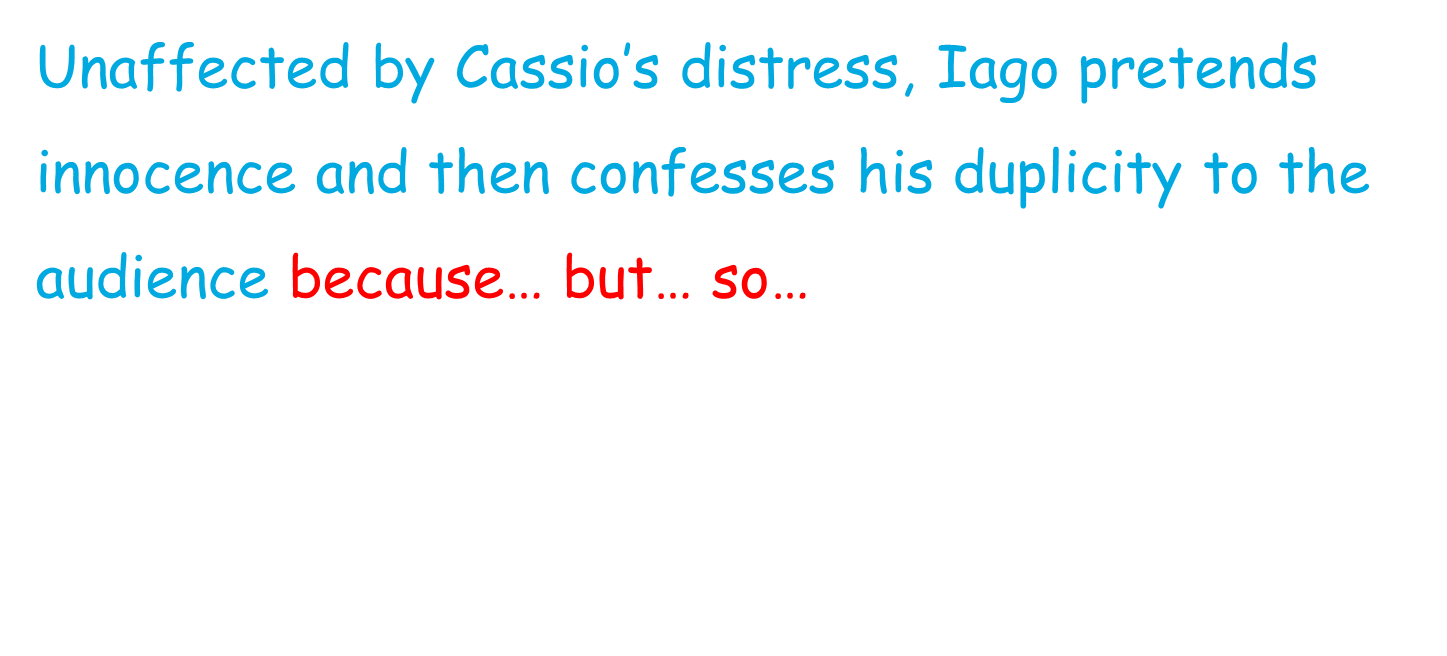 Unaffected by Cassio’s distress, Iago pretends
innocence and then confesses his duplicity to the
audience because… but… so…